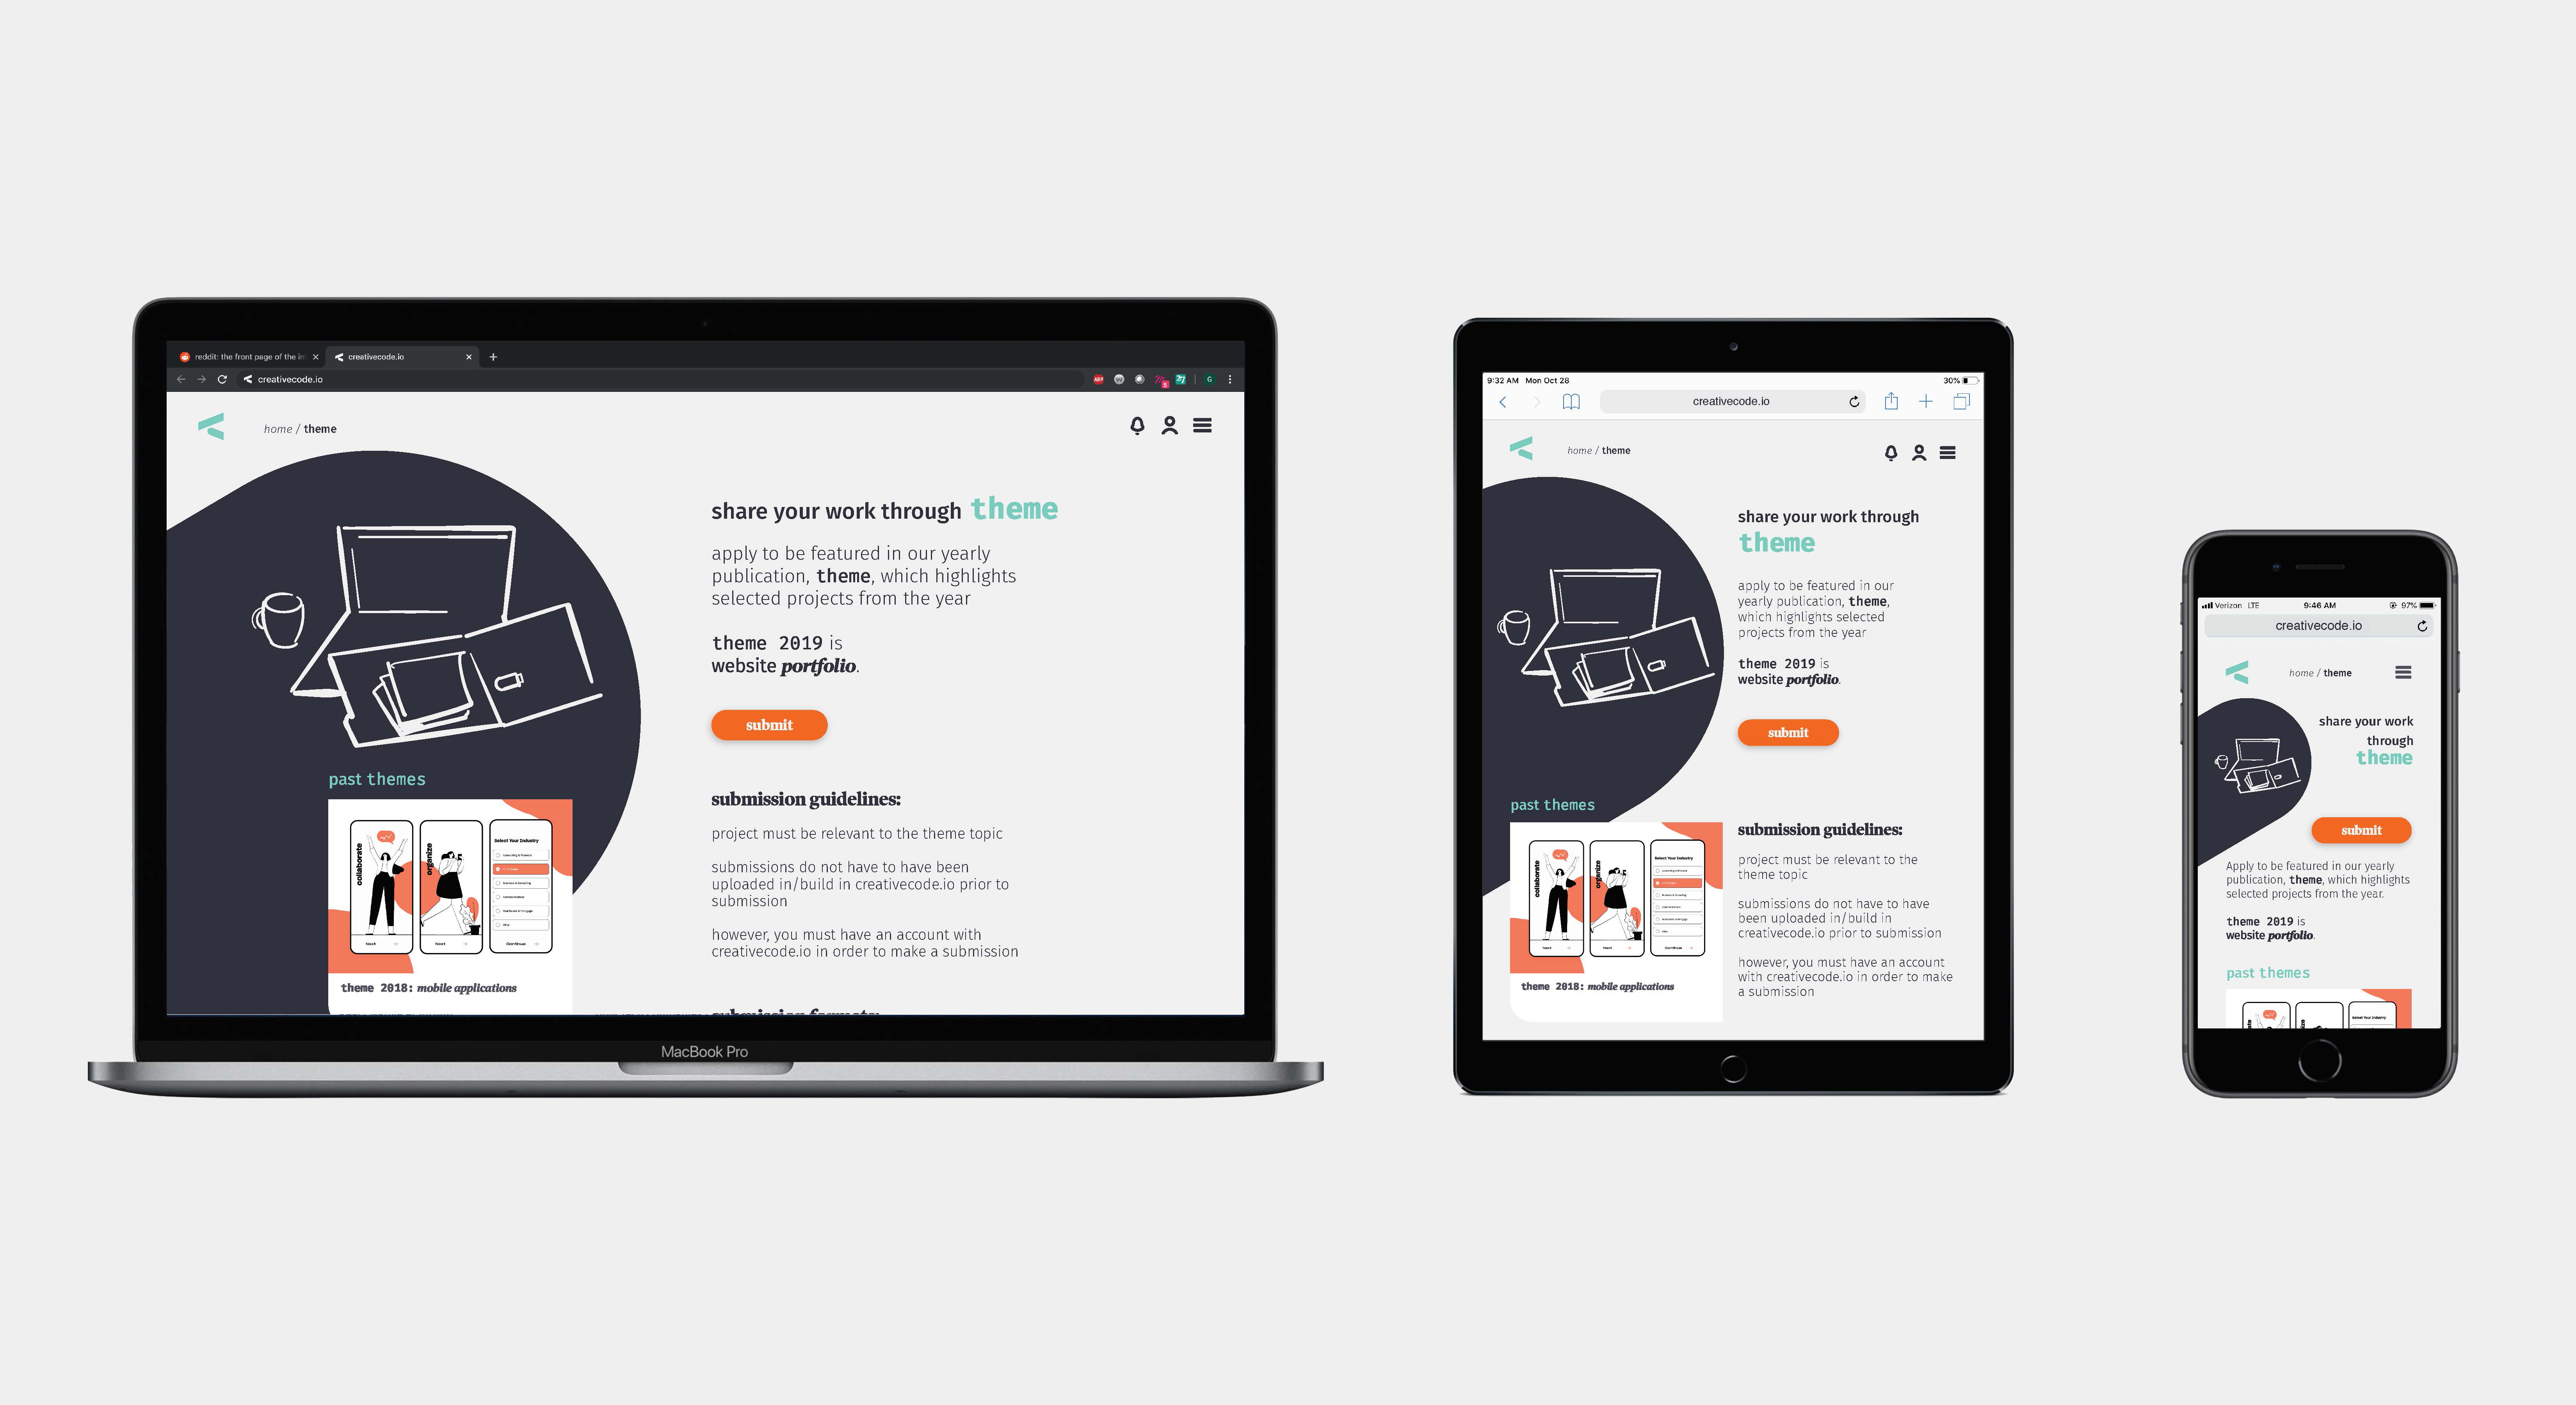 reddit: the front page of the in
creativecode.io
creativecode.io
G
home / theme
share your work through theme
apply to be featured in our yearly
publication, theme, which highlights
selected projects from the year
theme 2019 is
website portfolio.
submit
past themes
collaborate
organize
Select Your Industry
Next
Next
Continue
theme 2018: mobile applications
submission guidelines:
project must be relevant to the theme topic
submissions do not have to have been
uploaded in/build in creativecode.io prior to
submission
however, you must have an account with
creativecode.io in order to make a submission
MacBook Pro
9:32 AM Mon Oct 28
30%
creativecode.io
home / theme
share your work through
theme
apply to be featured in our
yearly publication, theme,
which highlights selected
projects from the year
theme 2019 is
website portfolio.
submit
past themes
collaborate
organize
Select Your Industry
Next
Next
Continue
theme 2018: mobile applications
submission guidelines:
project must be relevant to the
theme topic
submissions do not have to have
been uploaded in/build in
creativecode.io prior to submission
however, you must have an account
with creativecode.io in order to make
a submission
Verizon LTE
9:46 AM
97%
creativecode.io
home / theme
share your work
through
theme
submit
Apply to be featured in our yearly
publication, theme, which highlights
selected projects from the year.
theme 2019 is
website portfolio.
past themes
Select Your Industry